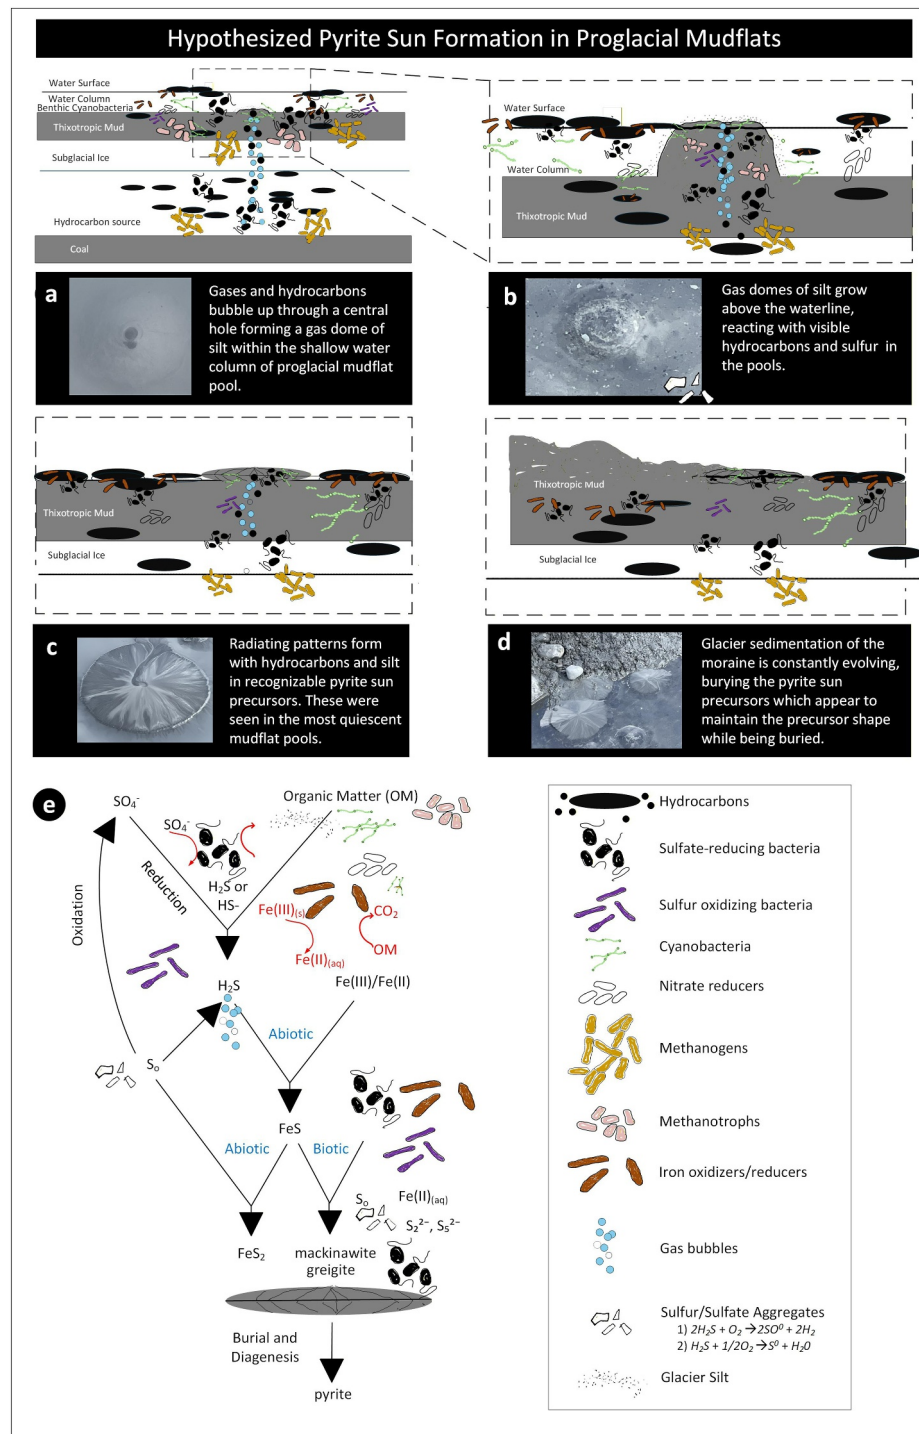 Hypothesized Pyrite Sun Formation in Proglacial Mudflats
Water Surface
Water Column
Benthic Cyanobacteria
Thixotropic Mud
Subglacial Ice
Hydrocarbon source
Coal
Water Surface
Water Column
Thixotropic Mud
a
Gases and hydrocarbons
bubble up through a central
hole forming a gas dome of
silt within the shallow water
column of proglacial mudflat
pool.
b
Gas domes of silt grow
above the waterline,
reacting with visible
hydrocarbons and sulfur in
the pools.
Thixotropic Mud
Subglacial Ice
Thixotropic Mud
Subglacial Ice
c
Radiating patterns form
with hydrocarbons and silt
in recognizable pyrite sun
precursors. These were
seen in the most quiescent
mudflat pools.
d
Glacier sedimentation of the
moraine is constantly evolving,
burying the pyrite sun
precursors which appear to
maintain the precursor shape
while being buried.
e
SO₄⁻
Organic Matter (OM)
SO₄⁻
Oxidation
Reduction
H₂S or
HS-
Fe(III)₍s₎
CO₂
Fe(II)₍aq₎
OM
H₂S
Fe(III)/Fe(II)
Abiotic
Sₒ
FeS
Abiotic
Biotic
Sₒ
Fe(II)₍aq₎
S₂²⁻, S₅²⁻
FeS₂
mackinawite
greigite
Burial and
Diagenesis
pyrite
Hydrocarbons
Sulfate-reducing bacteria
Sulfur oxidizing bacteria
Cyanobacteria
Nitrate reducers
Methanogens
Methanotrophs
Iron oxidizers/reducers
Gas bubbles
Sulfur/Sulfate Aggregates
1) 2H₂S + O₂ → 2SO⁰ + 2H₂
2) H₂S + 1/2O₂ → S⁰ + H₂0
Glacier Silt